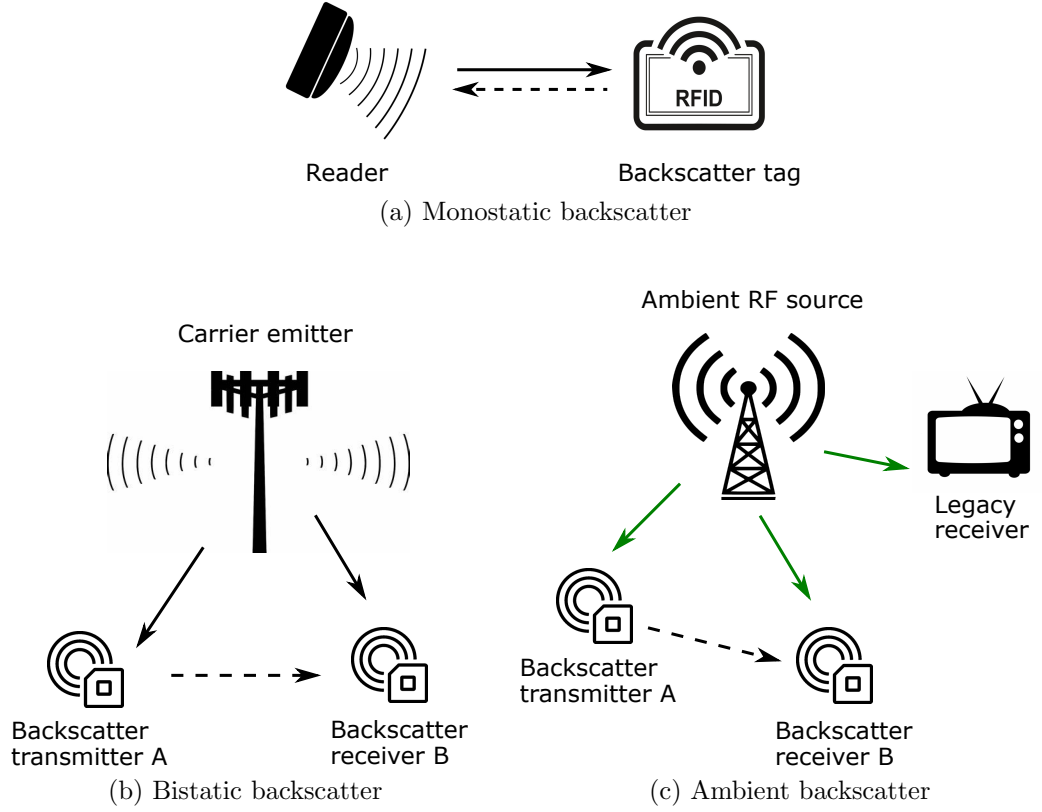 RFID
Reader
Backscatter tag
(a) Monostatic backscatter
Carrier emitter
Backscatter
transmitter A
Backscatter
receiver B
(b) Bistatic backscatter
Ambient RF source
Legacy
receiver
Backscatter
transmitter A
Backscatter
receiver B
(c) Ambient backscatter